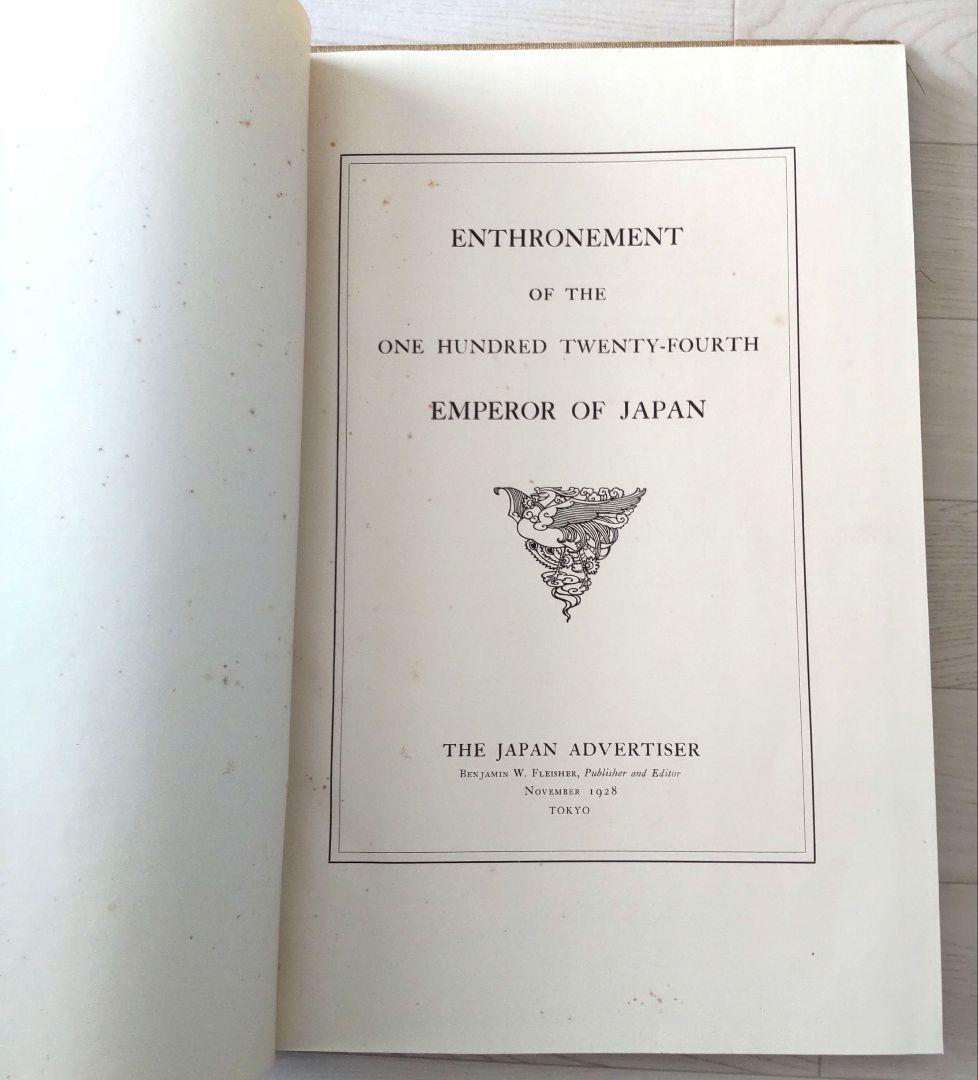 ENTHRONEMENT
OF THE
ONE HUNDRED TWENTY-FOURTH
EMPEROR OF JAPAN
THE JAPAN ADVERTISER
Benjamin W. Fleisher, Publisher and Editor
November 1928
TOKYO